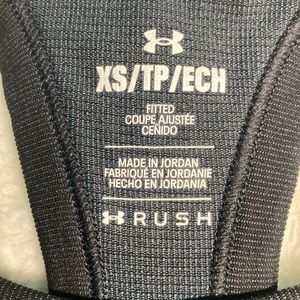 XS/TP/ECH
FITTED
COUPE AJUSTÉE
CEÑIDO
MADE IN JORDAN
FABRIQUÉ EN JORDANIE
HECHO EN JORDANIA
RUSH